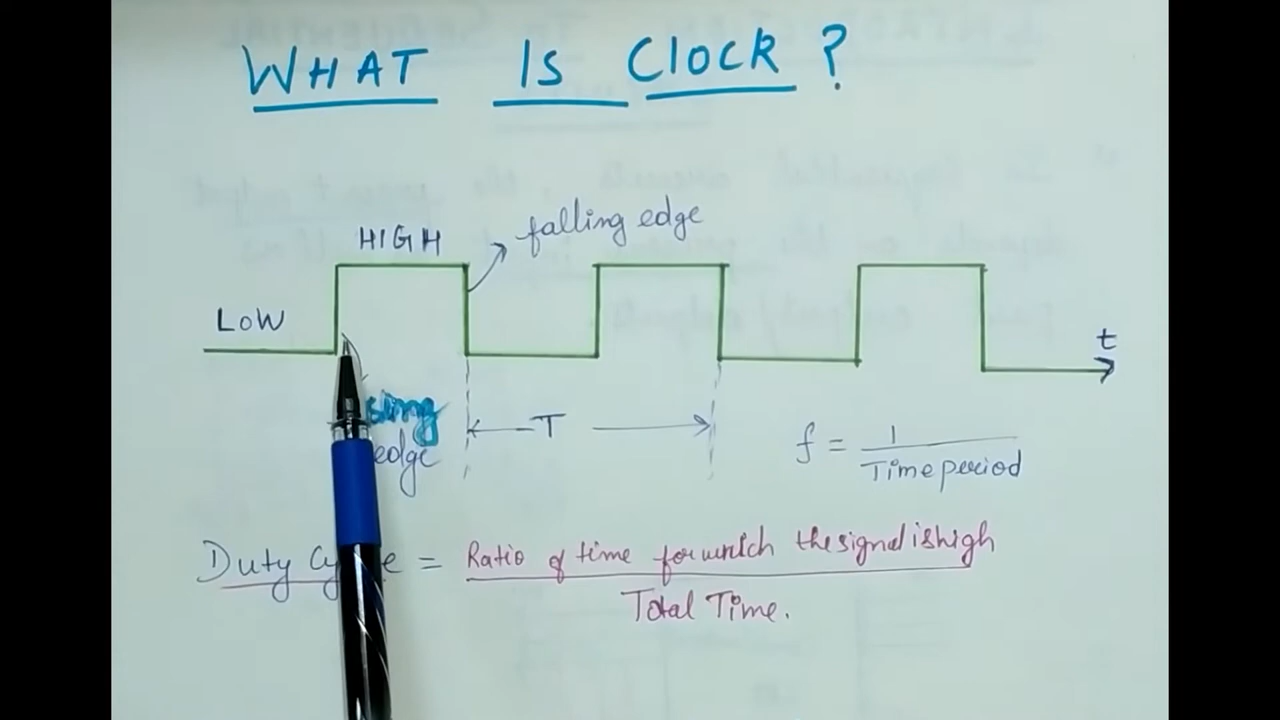 WHAT IS CLOCK ?
falling edge
HIGH
LOW
t
T
edge
f = 1
Time period
Duty = Ratio of time for which the signal is high
Total Time.